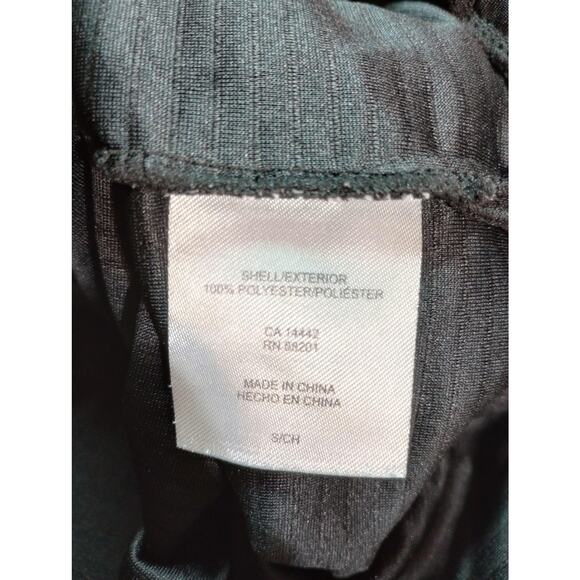 SHELL/EXTERIOR
100% POLYESTER/POLIÉSTER
CA 14442
RN 88201
MADE IN CHINA
HECHO EN CHINA
S/CH